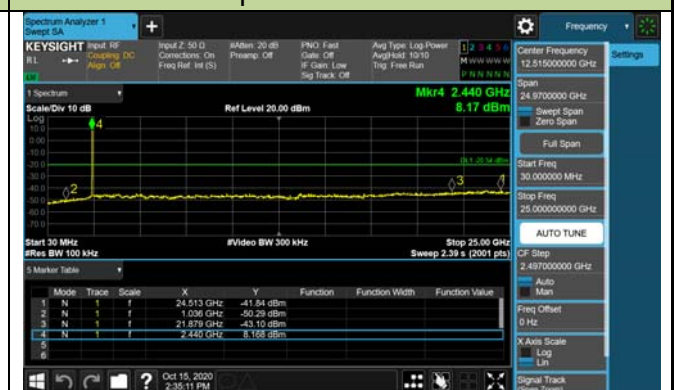 Spectrum Analyzer 1
Swept SA
Frequency
KEYSIGHT
RL
Input: RF
Coupling: DC
Align: Off
Input Z: 50 Ω
Corrections: On
Freq Ref: Int (S)
#Atten: 20 dB
Preamp: Off
PNO: Fast
Gate: Off
IF Gain: Low
Sig Track: Off
Avg Type: Log-Power
Avg|Hold: 10/10
Trig: Free Run
1 2 3 4 5 6
M W W W W W
P N N N N N
1 Spectrum
Mkr4 2.440 GHz
Scale/Div 10 dB
Ref Level 20.00 dBm
8.17 dBm
Log
10.0
0.00
-10.0
-20.0
-30.0
-40.0
-50.0
-60.0
-70.0
4
2
3
Start 30 MHz
#Video BW 300 kHz
Stop 25.00 GHz
#Res BW 100 kHz
Sweep 2.39 s (2001 pts)
5 Marker Table
Mode Trace Scale X Y Function Function Width Function Value
1 N 1 f 24.513 GHz -41.84 dBm
2 N 1 f 1.036 GHz -50.29 dBm
3 N 1 f 21.879 GHz -43.10 dBm
4 N 1 f 2.440 GHz 8.168 dBm
5
6
Oct 15, 2020
2:35:11 PM
Center Frequency
12.515000000 GHz
Settings
Span
24.9700000 GHz
Swept Span
Zero Span
Full Span
Start Freq
30.000000 MHz
Stop Freq
25.000000000 GHz
AUTO TUNE
CF Step
2.497000000 GHz
Auto
Man
Freq Offset
0 Hz
X Axis Scale
Log
Lin
Signal Track